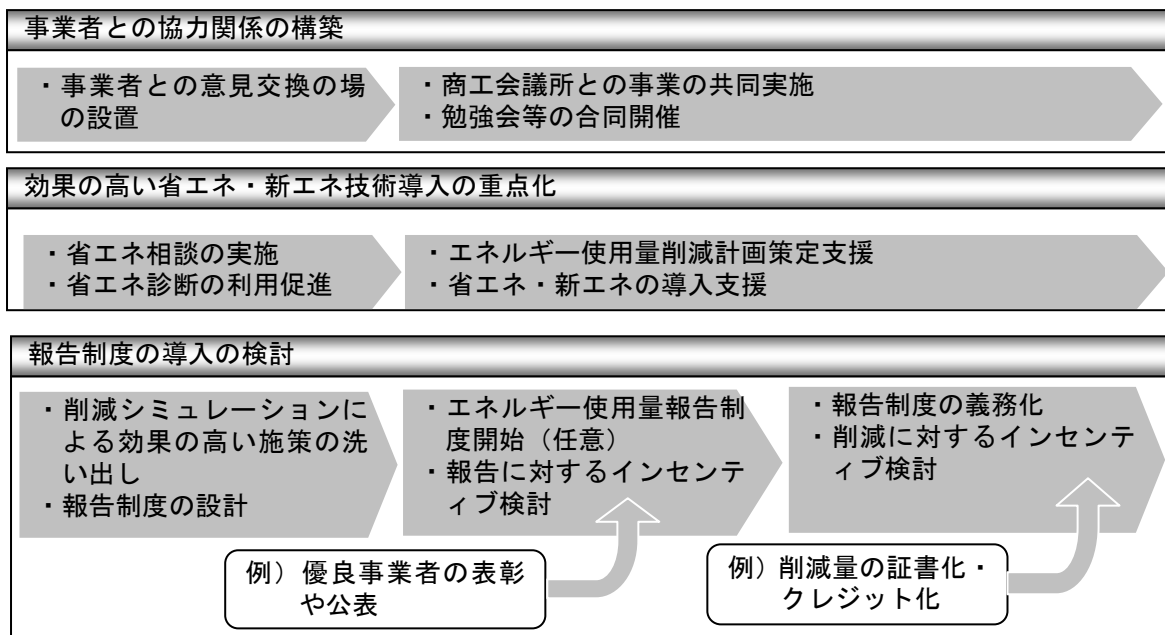 事業者との協力関係の構築
・事業者との意見交換の場
の設置
・商工会議所との事業の共同実施
・勉強会等の合同開催
効果の高い省エネ・新エネ技術導入の重点化
・省エネ相談の実施
・省エネ診断の利用促進
・エネルギー使用量削減計画策定支援
・省エネ・新エネの導入支援
報告制度の導入の検討
・削減シミュレーションに
よる効果の高い施策の洗
い出し
・報告制度の設計
・エネルギー使用量報告制
度開始（任意）
・報告に対するインセンテ
ィブ検討
・報告制度の義務化
・削減に対するインセンテ
ィブ検討
例）優良事業者の表彰
や公表
例）削減量の証書化・
クレジット化